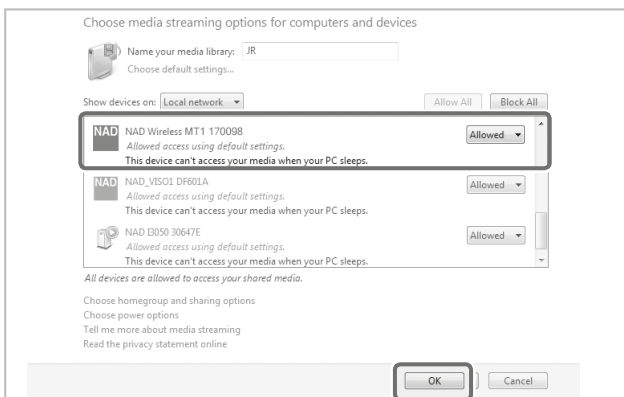 Choose media streaming options for computers and devices
Name your media library: JR
Choose default settings...
Show devices on: Local network Allow All Block All
NAD NAD Wireless MT1 170098 Allowed
Allowed access using default settings.
This device can't access your media when your PC sleeps.
NAD NAD_VISO1 DF601A Allowed
Allowed access using default settings.
This device can't access your media when your PC sleeps.
NAD I3050 30647E Allowed
Allowed access using default settings.
This device can't access your media when your PC sleeps.
All devices are allowed to access your shared media.
Choose homegroup and sharing options
Choose power options
Tell me more about media streaming
Read the privacy statement online
OK Cancel